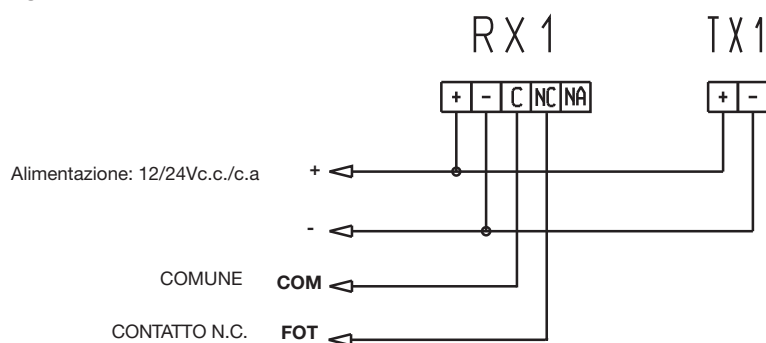 RX1 TX1
+ - C NC NA + -
Alimentazione: 12/24Vc.c./c.a +
-
COMUNE COM
CONTATTO N.C. FOT